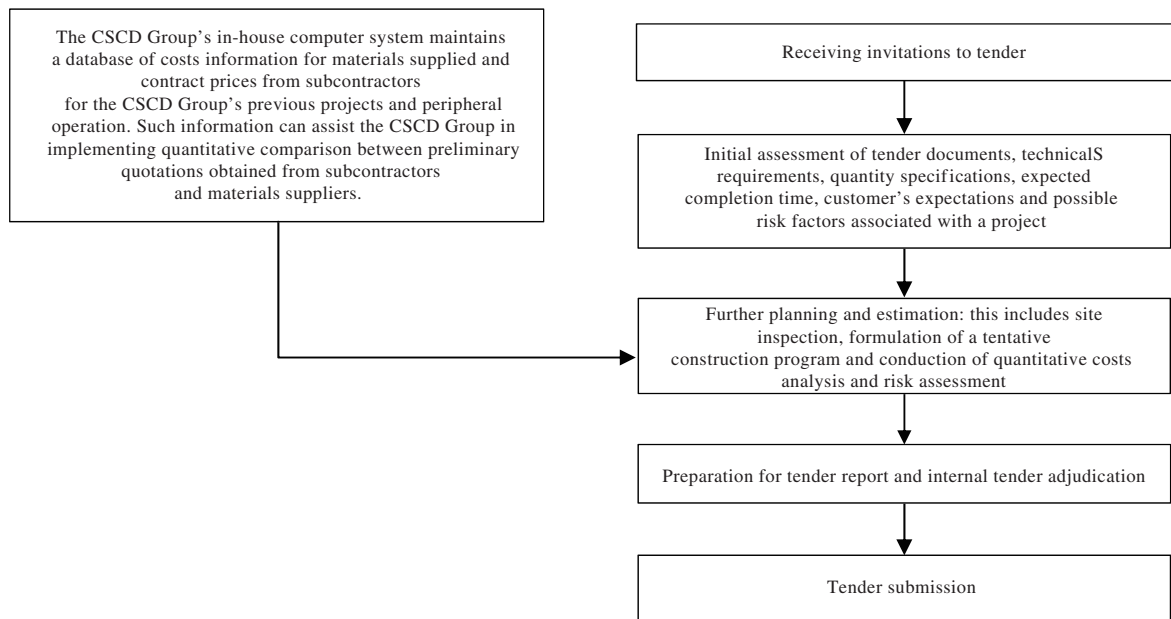 The CSCD Group’s in-house computer system maintains
a database of costs information for materials supplied and
contract prices from subcontractors
for the CSCD Group’s previous projects and peripheral
operation. Such information can assist the CSCD Group in
implementing quantitative comparison between preliminary
quotations obtained from subcontractors
and materials suppliers.
Receiving invitations to tender
Initial assessment of tender documents, technicalS
requirements, quantity specifications, expected
completion time, customer’s expectations and possible
risk factors associated with a project
Further planning and estimation: this includes site
inspection, formulation of a tentative
construction program and conduction of quantitative costs
analysis and risk assessment
Preparation for tender report and internal tender adjudication
Tender submission